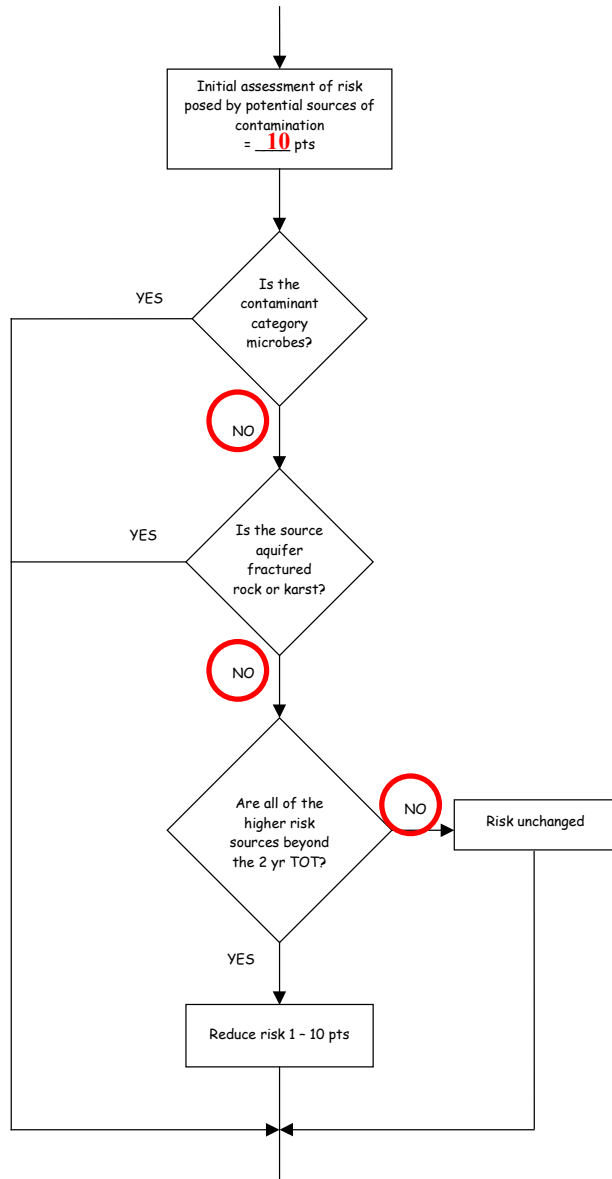 Initial assessment of risk
posed by potential sources of
contamination
= 10 pts
Is the
contaminant
category
microbes?
YES
NO
Is the source
aquifer
fractured
rock or karst?
YES
NO
Are all of the
higher risk
sources beyond
the 2 yr TOT?
NO
Risk unchanged
YES
Reduce risk 1 – 10 pts